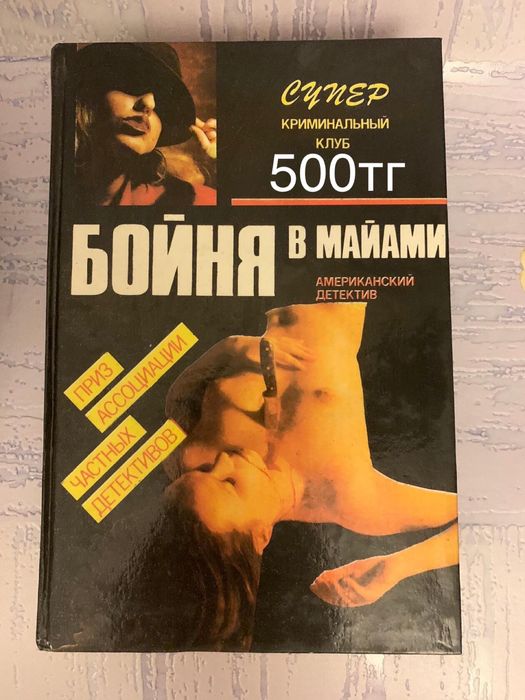 СУПЕР
КРИМИНАЛЬНЫЙ
КЛУБ
500тг
БОЙНЯ В МАЙАМИ
АМЕРИКАНСКИЙ
ДЕТЕКТИВ
ПРИЗ
АССОЦИАЦИИ
ЧАСТНЫХ
ДЕТЕКТИВОВ